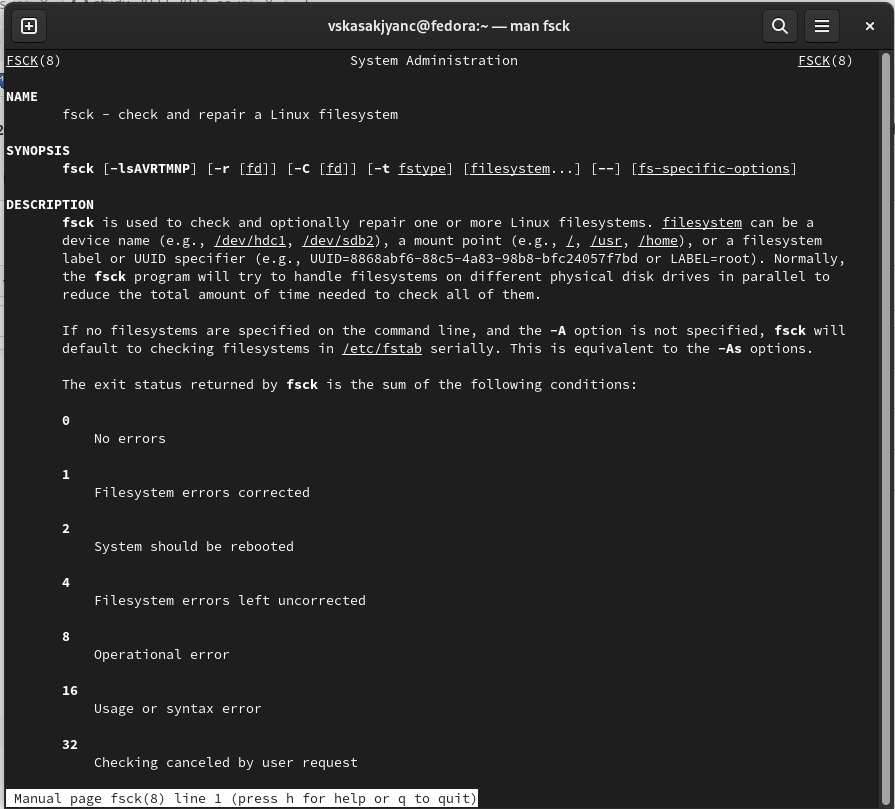 vskasakjyanc@fedora:~ — man fsck
FSCK(8) System Administration FSCK(8)
NAME
fsck - check and repair a Linux filesystem
SYNOPSIS
fsck [-lsAVRTMNP] [-r [fd]] [-C [fd]] [-t fstype] [filesystem...] [--] [fs-specific-options]
DESCRIPTION
fsck is used to check and optionally repair one or more Linux filesystems. filesystem can be a
device name (e.g., /dev/hdc1, /dev/sdb2), a mount point (e.g., /, /usr, /home), or a filesystem
label or UUID specifier (e.g., UUID=8868abf6-88c5-4a83-98b8-bfc24057f7bd or LABEL=root). Normally,
the fsck program will try to handle filesystems on different physical disk drives in parallel to
reduce the total amount of time needed to check all of them.
If no filesystems are specified on the command line, and the -A option is not specified, fsck will
default to checking filesystems in /etc/fstab serially. This is equivalent to the -As options.
The exit status returned by fsck is the sum of the following conditions:
0
No errors
1
Filesystem errors corrected
2
System should be rebooted
4
Filesystem errors left uncorrected
8
Operational error
16
Usage or syntax error
32
Checking canceled by user request
Manual page fsck(8) line 1 (press h for help or q to quit)